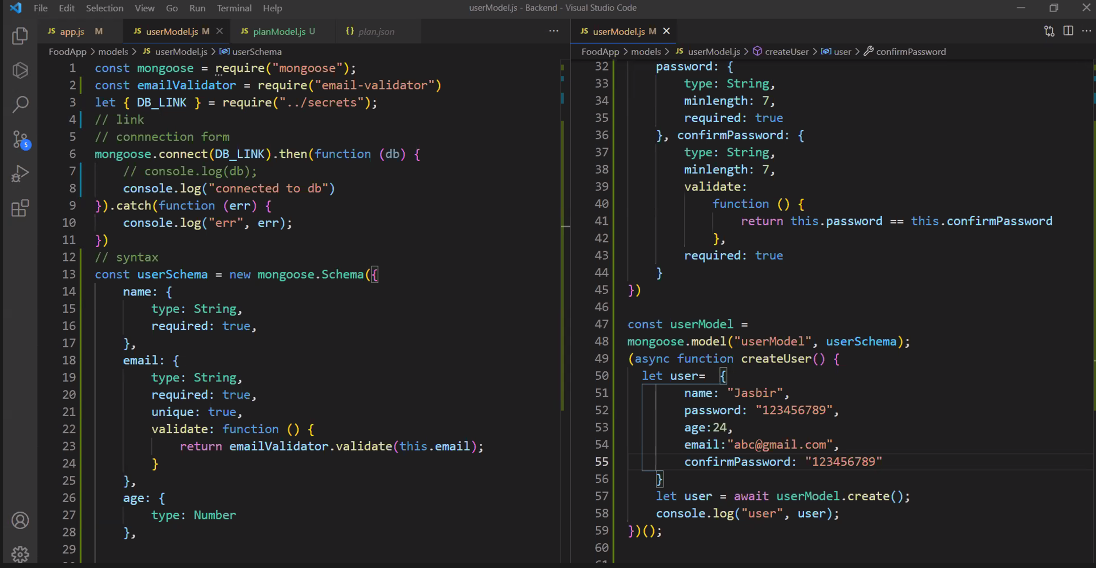 File Edit Selection View Go Run Terminal Help
userModel.js - Backend - Visual Studio Code
app.js M
userModel.js M
planModel.js U
plan.json
FoodApp > models > userModel.js > userSchema
1 const mongoose = require("mongoose");
2 const emailValidator = require("email-validator")
3 let { DB_LINK } = require("../secrets");
4 // link
5 // connnection form
6 mongoose.connect(DB_LINK).then(function (db) {
7 // console.log(db);
8 console.log("connected to db")
9 }).catch(function (err) {
10 console.log("err", err);
11 })
12 // syntax
13 const userSchema = new mongoose.Schema({
14 name: {
15 type: String,
16 required: true,
17 },
18 email: {
19 type: String,
20 required: true,
21 unique: true,
22 validate: function () {
23 return emailValidator.validate(this.email);
24 }
25 },
26 age: {
27 type: Number
28 },
29
userModel.js M
FoodApp > models > userModel.js > createUser > user > confirmPassword
32 password: {
33 type: String,
34 minlength: 7,
35 required: true
36 }, confirmPassword: {
37 type: String,
38 minlength: 7,
39 validate:
40 function () {
41 return this.password == this.confirmPassword
42 },
43 required: true
44 }
45 })
46
47 const userModel =
48 mongoose.model("userModel", userSchema);
49 (async function createUser() {
50 let user= {
51 name: "Jasbir",
52 password: "123456789",
53 age:24,
54 email:"abc@gmail.com",
55 confirmPassword: "123456789"
56 }
57 let user = await userModel.create();
58 console.log("user", user);
59 })();
60